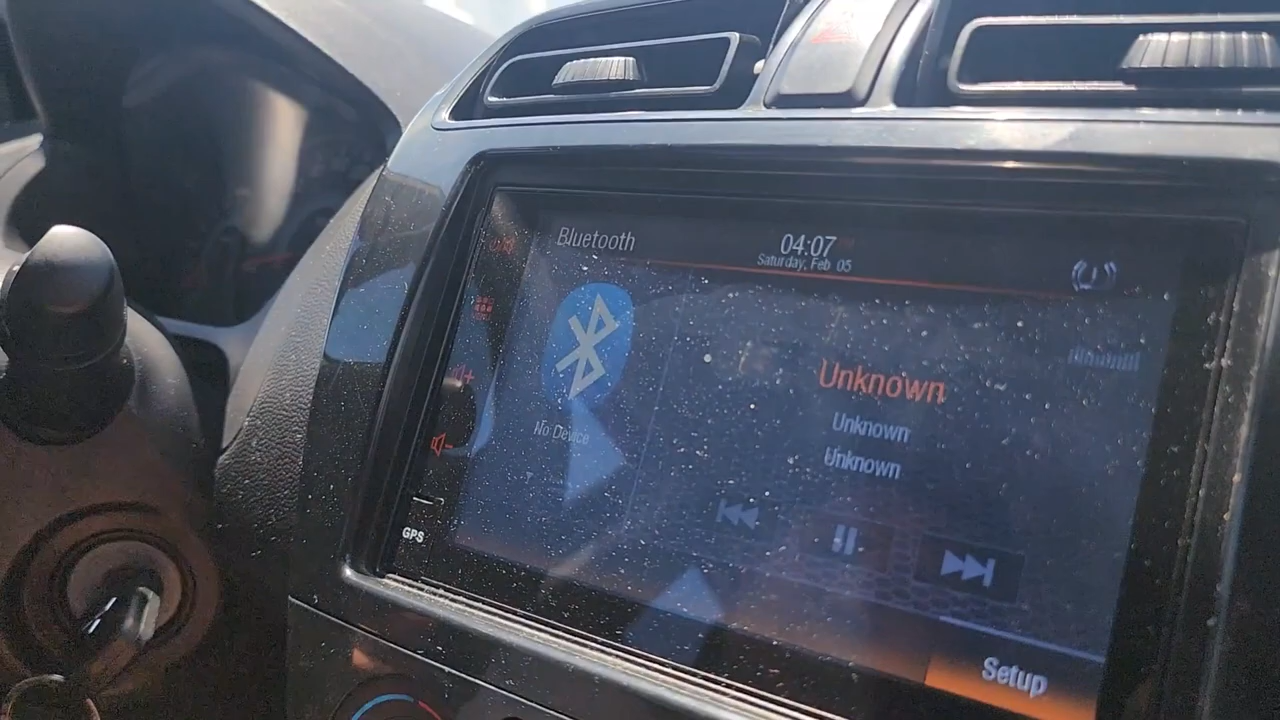 Bluetooth
04:07
Saturday, Feb 05
Unknown
Unknown
No Device
Unknown
GPS
Setup